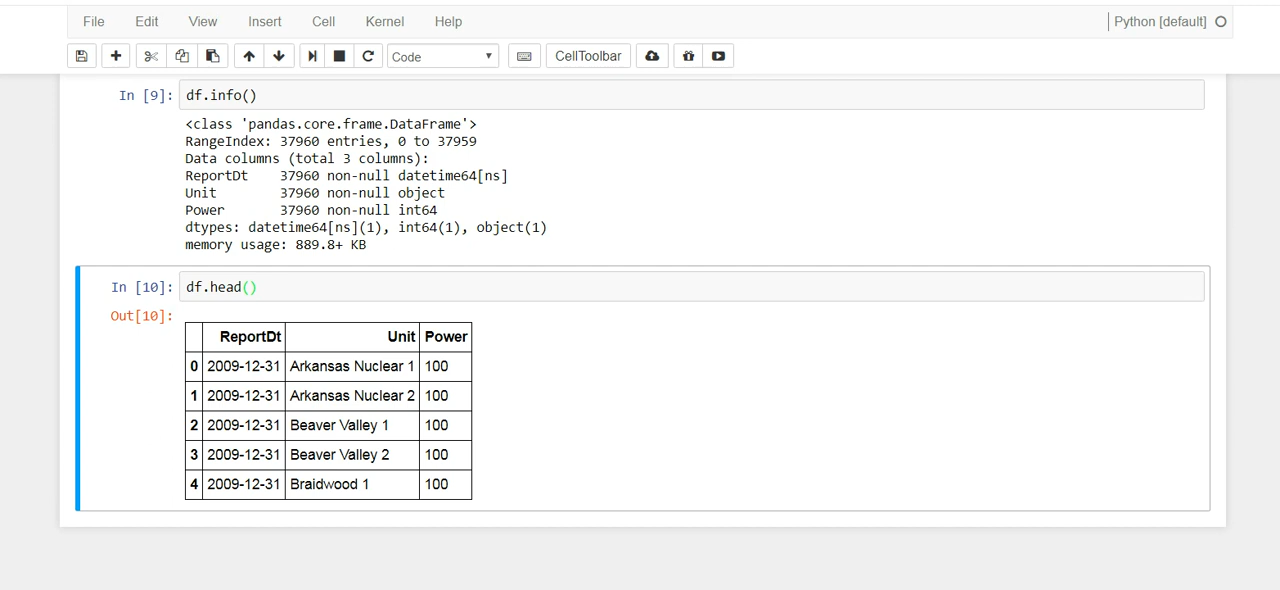 File Edit View Insert Cell Kernel Help Python [default]
Code CellToolbar
In [9]: df.info()
<class 'pandas.core.frame.DataFrame'>
RangeIndex: 37960 entries, 0 to 37959
Data columns (total 3 columns):
ReportDt    37960 non-null datetime64[ns]
Unit        37960 non-null object
Power       37960 non-null int64
dtypes: datetime64[ns](1), int64(1), object(1)
memory usage: 889.8+ KB
In [10]: df.head()
Out[10]:
ReportDt Unit Power
0 2009-12-31 Arkansas Nuclear 1 100
1 2009-12-31 Arkansas Nuclear 2 100
2 2009-12-31 Beaver Valley 1 100
3 2009-12-31 Beaver Valley 2 100
4 2009-12-31 Braidwood 1 100